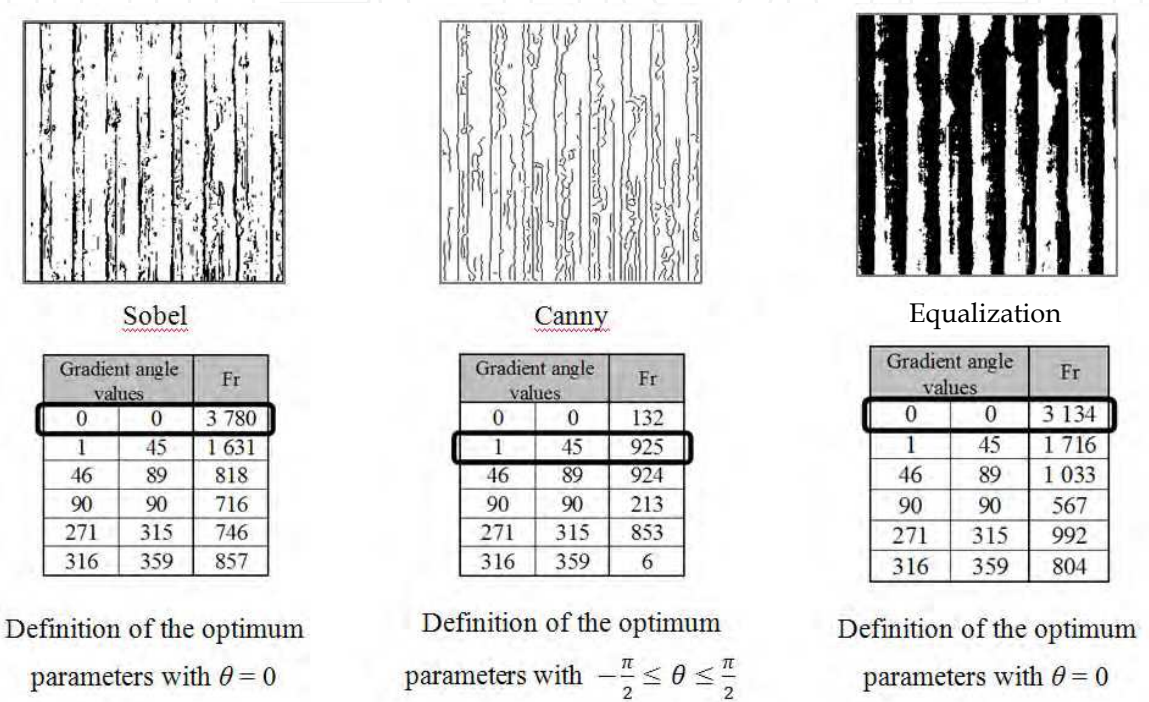 Sobel
Gradient angle
values
Fr
0 0 3 780
1 45 1 631
46 89 818
90 90 716
271 315 746
316 359 857
Definition of the optimum
parameters with θ = 0
Canny
Gradient angle
values
Fr
0 0 132
1 45 925
46 89 924
90 90 213
271 315 853
316 359 6
Definition of the optimum
parameters with −π/2 ≤ θ ≤ π/2
Equalization
Gradient angle
values
Fr
0 0 3 134
1 45 1 716
46 89 1 033
90 90 567
271 315 992
316 359 804
Definition of the optimum
parameters with θ = 0